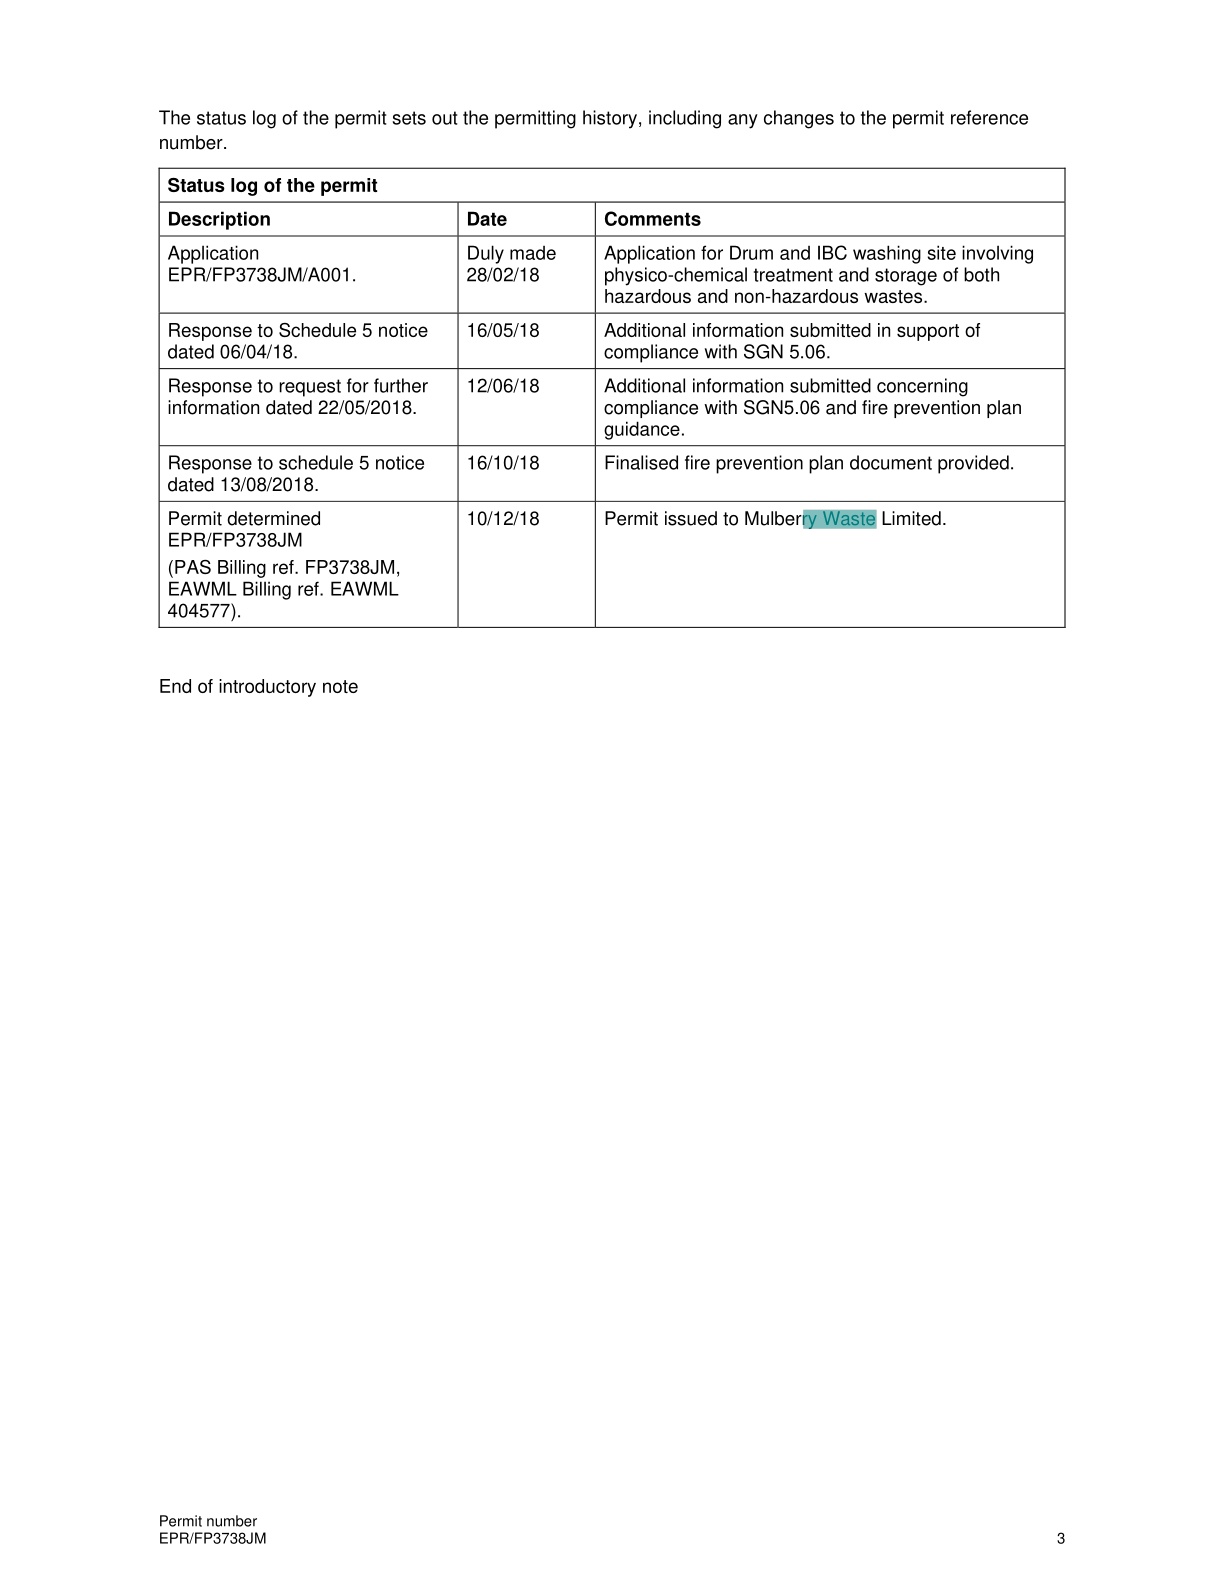 The status log of the permit sets out the permitting history, including any changes to the permit reference
number.
Status log of the permit
Description Date Comments
Application Duly made Application for Drum and IBC washing site involving
EPR/FP3738JM/A001. 28/02/18 physico-chemical treatment and storage of both
hazardous and non-hazardous wastes.
Response to Schedule 5 notice 16/05/18 Additional information submitted in support of
dated 06/04/18. compliance with SGN 5.06.
Response to request for further 12/06/18 Additional information submitted concerning
information dated 22/05/2018. compliance with SGN5.06 and fire prevention plan
guidance.
Response to schedule 5 notice 16/10/18 Finalised fire prevention plan document provided.
dated 13/08/2018.
Permit determined 10/12/18 Permit issued to Mulberry Waste Limited.
EPR/FP3738JM
(PAS Billing ref. FP3738JM,
EAWML Billing ref. EAWML
404577).
End of introductory note
Permit number
EPR/FP3738JM 3